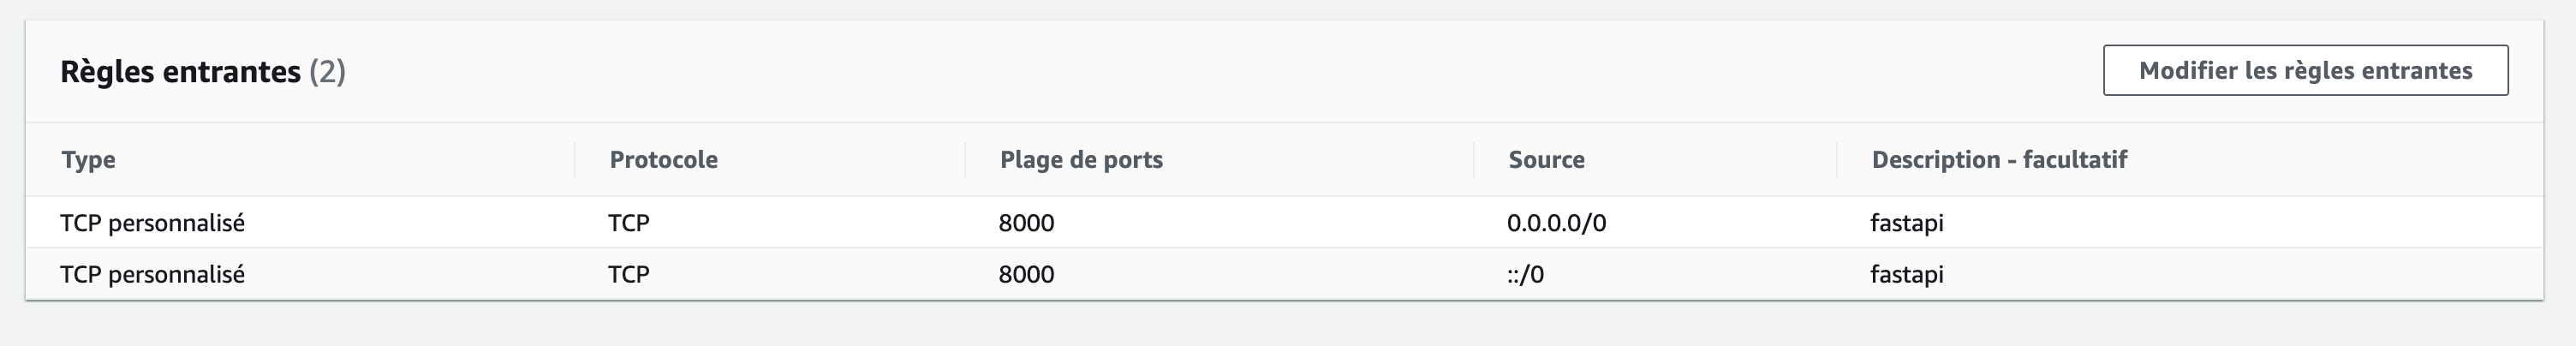 Règles entrantes (2)
Modifier les règles entrantes
Type Protocole Plage de ports Source Description - facultatif
TCP personnalisé TCP 8000 0.0.0.0/0 fastapi
TCP personnalisé TCP 8000 ::/0 fastapi